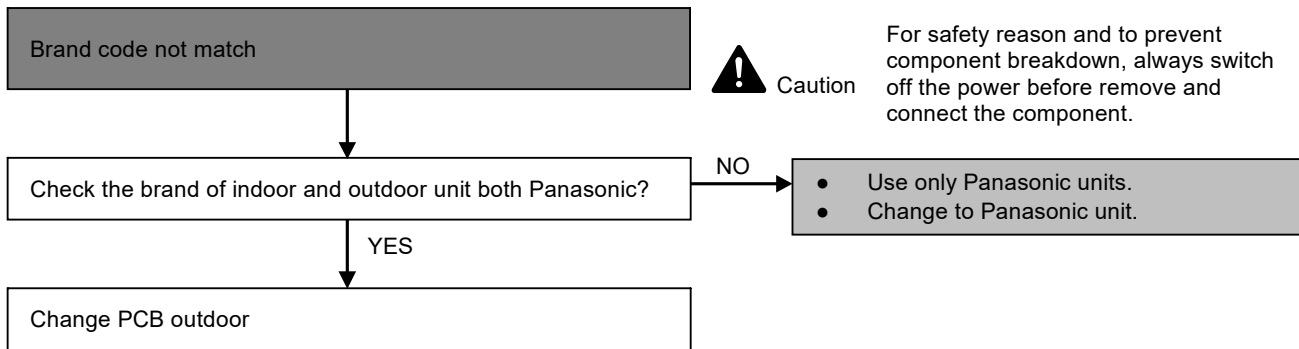 Brand code not match
Caution
For safety reason and to prevent
component breakdown, always switch
off the power before remove and
connect the component.
Check the brand of indoor and outdoor unit both Panasonic?
NO
● Use only Panasonic units.
● Change to Panasonic unit.
YES
Change PCB outdoor